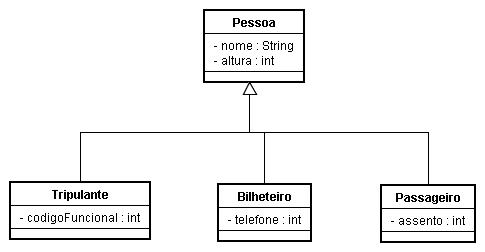 Pessoa
- nome : String
- altura : int
Tripulante
- codigoFuncional : int
Bilheteiro
- telefone : int
Passageiro
- assento : int